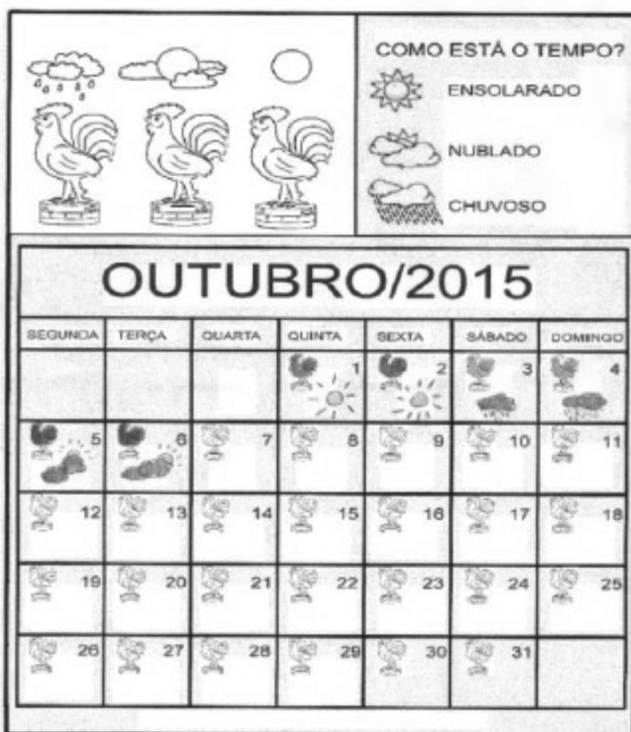 COMO ESTÁ O TEMPO?
ENSOLARADO
NUBLADO
CHUVOSO
OUTUBRO/2015
SEGUNDA TERÇA QUARTA QUINTA SEXTA SÁBADO DOMINGO
1 2 3 4
5 6 7 8 9 10 11
12 13 14 15 16 17 18
19 20 21 22 23 24 25
26 27 28 29 30 31